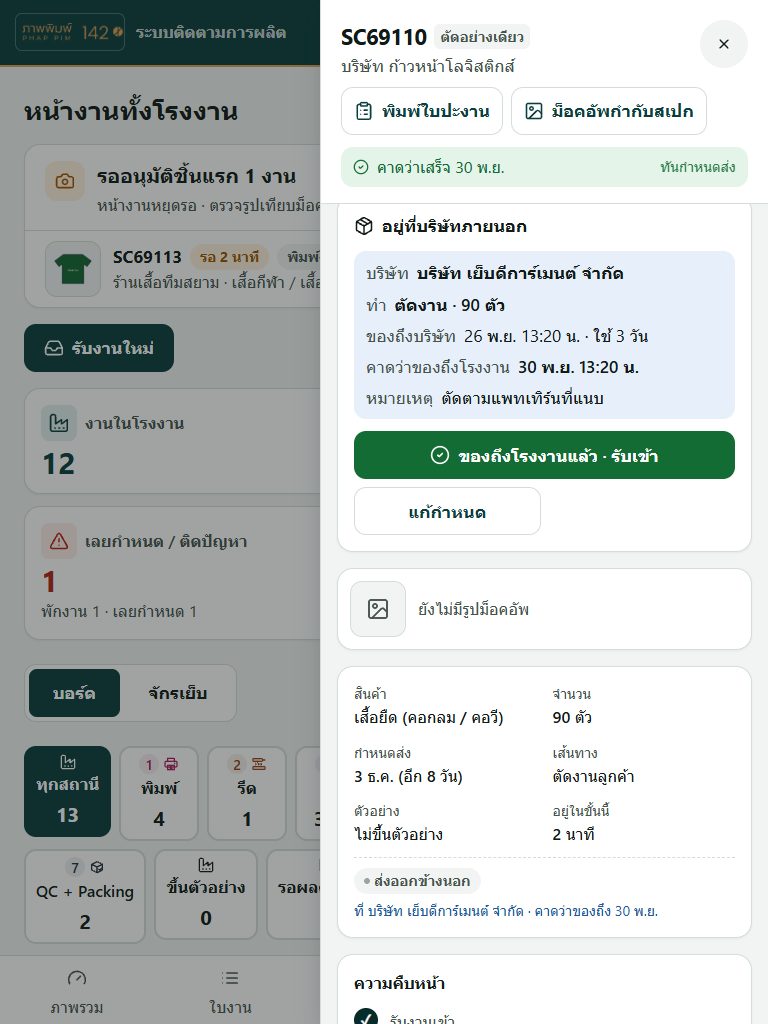 ภาพพิมพ์
PHAP PIM
142
ระบบติดตามการผลิต
หน้างานทั้งโรงงาน
รออนุมัติชิ้นแรก 1 งาน
หน้างานหยุดรอ · ตรวจรูปเทียบม็อค
SC69113 รอ 2 นาที พิมพ์
ร้านเสื้อทีมสยาม · เสื้อกีฬา / เสื้อ
รับงานใหม่
งานในโรงงาน
12
เลยกำหนด / ติดปัญหา
1
พักงาน 1 · เลยกำหนด 1
บอร์ด จักรเย็บ
ทุกสถานี
13
1
พิมพ์
4
2
รีด
1
3
7
QC + Packing
2
ขึ้นตัวอย่าง
0
รอผล
ภาพรวม ใบงาน
SC69110 ตัดอย่างเดียว
บริษัท ก้าวหน้าโลจิสติกส์
พิมพ์ใบปะงาน ม็อคอัพกำกับสเปก
คาดว่าเสร็จ 30 พ.ย. ทันกำหนดส่ง
อยู่ที่บริษัทภายนอก
บริษัท บริษัท เย็บดีการ์เมนต์ จำกัด
ทำ ตัดงาน · 90 ตัว
ของถึงบริษัท 26 พ.ย. 13:20 น. · ใช้ 3 วัน
คาดว่าของถึงโรงงาน 30 พ.ย. 13:20 น.
หมายเหตุ ตัดตามแพทเทิร์นที่แนบ
ของถึงโรงงานแล้ว · รับเข้า
แก้กำหนด
ยังไม่มีรูปม็อคอัพ
สินค้า จำนวน
เสื้อยืด (คอกลม / คอวี) 90 ตัว
กำหนดส่ง เส้นทาง
3 ธ.ค. (อีก 8 วัน) ตัดงานลูกค้า
ตัวอย่าง อยู่ในขั้นนี้
ไม่ขึ้นตัวอย่าง 2 นาที
ส่งออกข้างนอก
ที่ บริษัท เย็บดีการ์เมนต์ จำกัด · คาดว่าของถึง 30 พ.ย.
ความคืบหน้า
รับงานเข้า